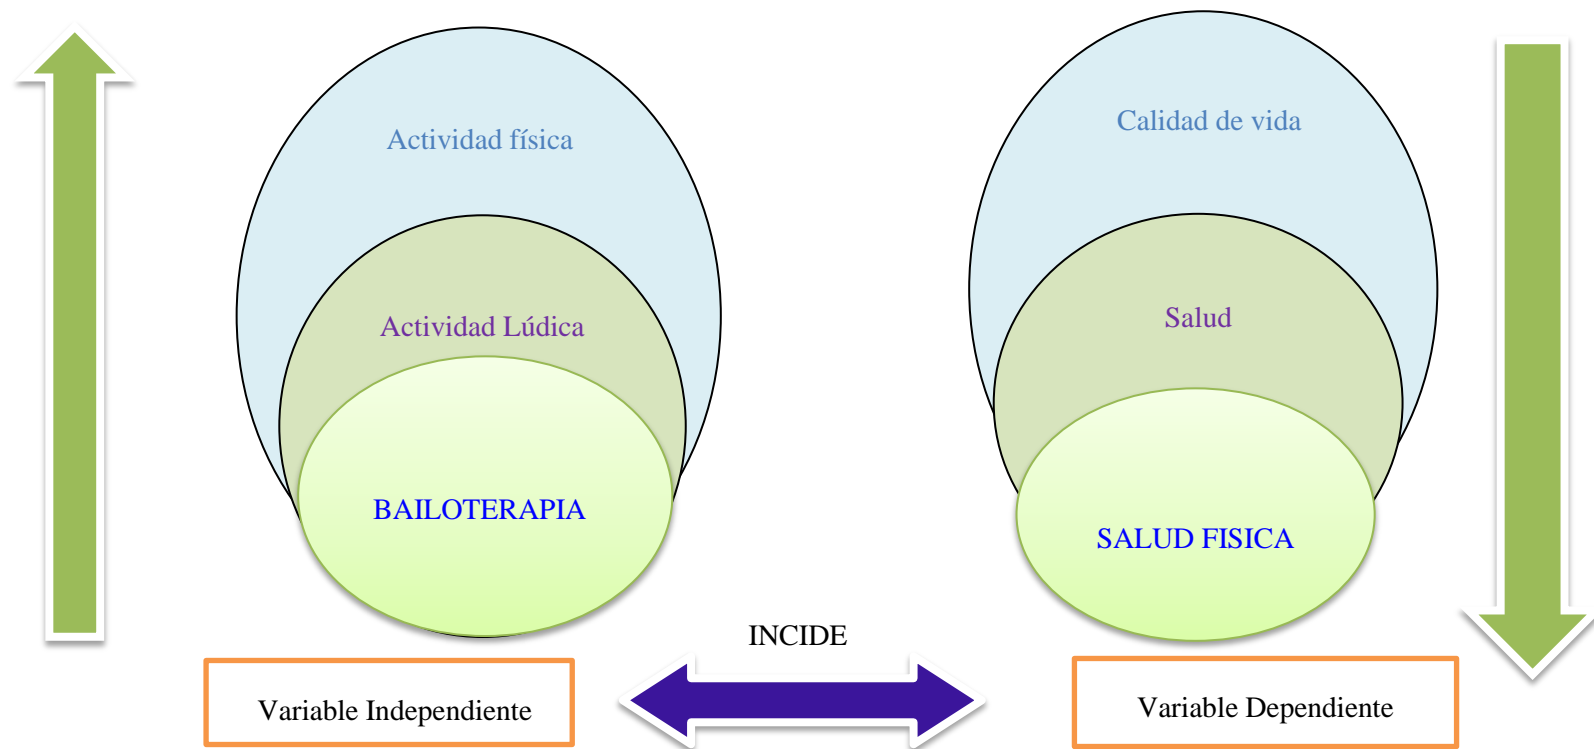 Actividad física
Actividad Lúdica
BAILOTERAPIA
Variable Independiente
INCIDE
Calidad de vida
Salud
SALUD FISICA
Variable Dependiente